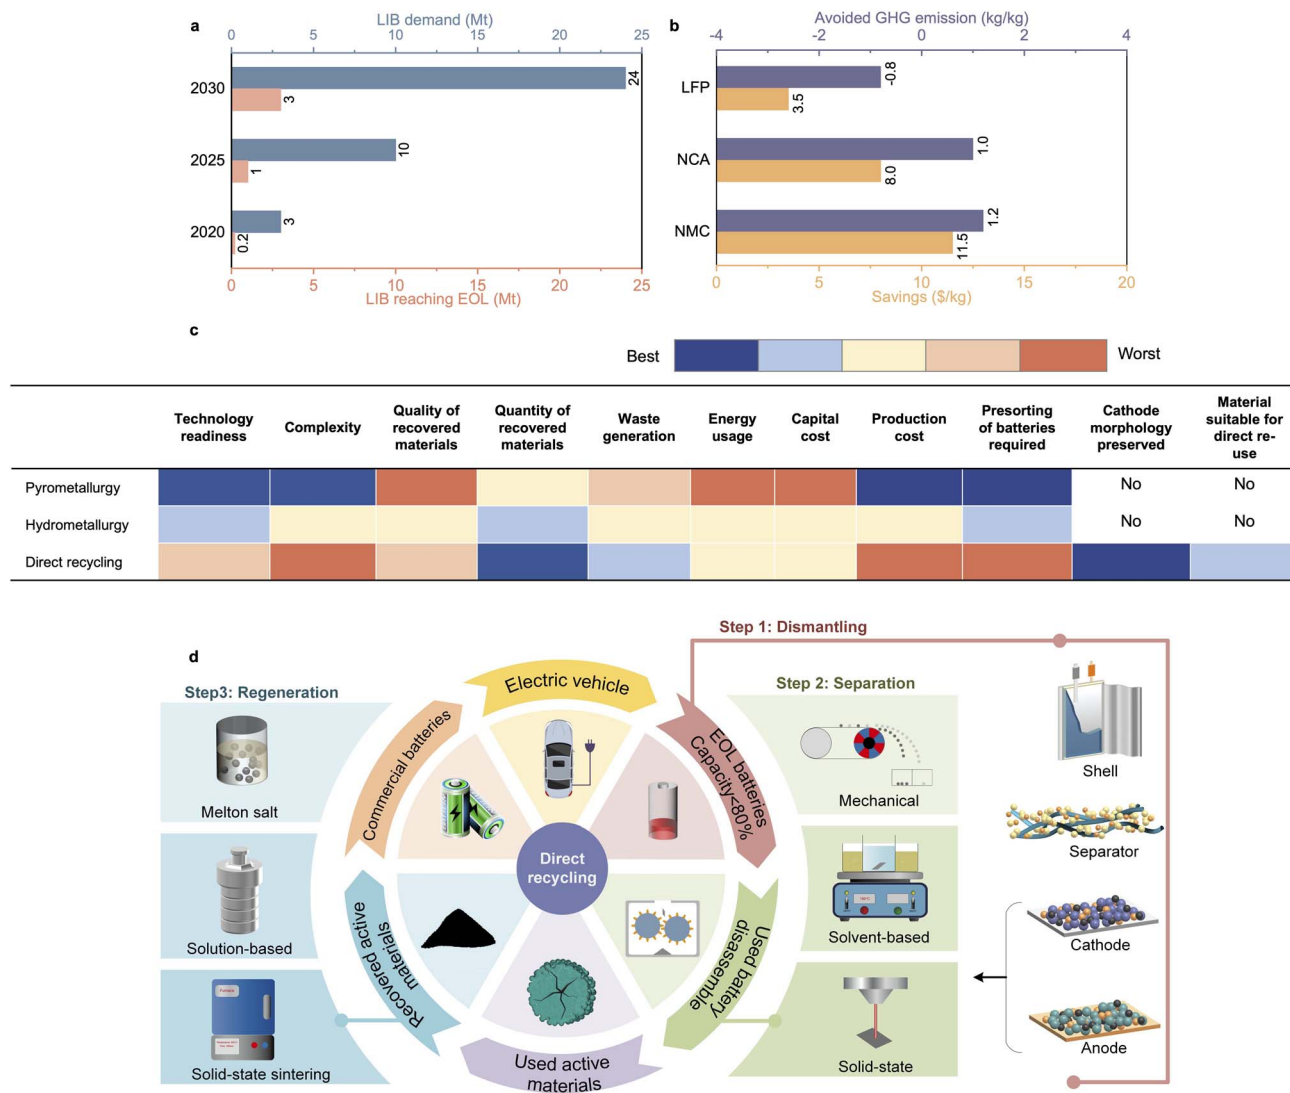 a
LIB demand (Mt)
0 5 10 15 20 25
2030
24
3
2025
10
1
2020
3
0.2
0 5 10 15 20 25
LIB reaching EOL (Mt)
b
Avoided GHG emission (kg/kg)
-4 -2 0 2 4
LFP
-0.8
3.5
NCA
1.0
8.0
NMC
1.2
11.5
0 5 10 15 20
Savings ($/kg)
c
Best
Worst
Technology
readiness
Complexity
Quality of
recovered
materials
Quantity of
recovered
materials
Waste
generation
Energy
usage
Capital
cost
Production
cost
Presorting
of batteries
required
Cathode
morphology
preserved
Material
suitable for
direct re-
use
Pyrometallurgy
No
No
Hydrometallurgy
No
No
Direct recycling
d
Step 1: Dismantling
Step3: Regeneration
Melton salt
Solution-based
Solid-state sintering
Electric vehicle
EOL batteries
Capacity<80%
Used battery
disassemble
Used active
materials
Recovered active
materials
Commercial batteries
Direct
recycling
Step 2: Separation
Mechanical
Solvent-based
Solid-state
Shell
Separator
Cathode
Anode